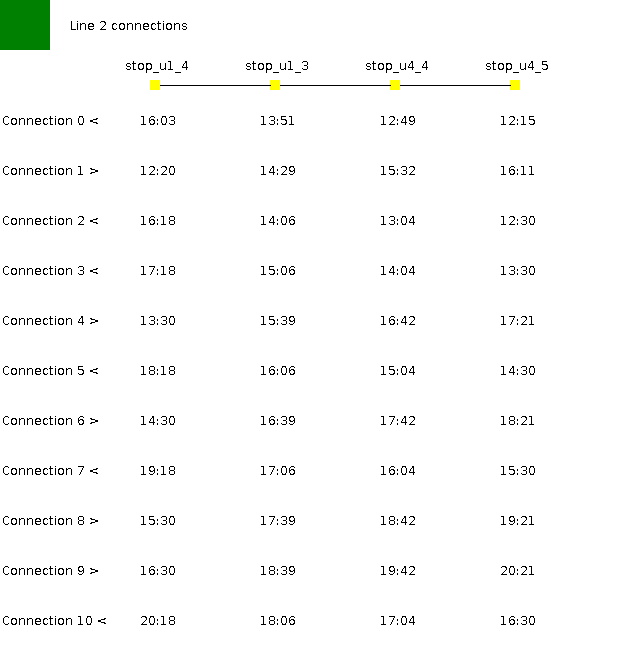 Line 2 connections
stop_u1_4 stop_u1_3 stop_u4_4 stop_u4_5
Connection 0 < 16:03 13:51 12:49 12:15
Connection 1 > 12:20 14:29 15:32 16:11
Connection 2 < 16:18 14:06 13:04 12:30
Connection 3 < 17:18 15:06 14:04 13:30
Connection 4 > 13:30 15:39 16:42 17:21
Connection 5 < 18:18 16:06 15:04 14:30
Connection 6 > 14:30 16:39 17:42 18:21
Connection 7 < 19:18 17:06 16:04 15:30
Connection 8 > 15:30 17:39 18:42 19:21
Connection 9 > 16:30 18:39 19:42 20:21
Connection 10 < 20:18 18:06 17:04 16:30